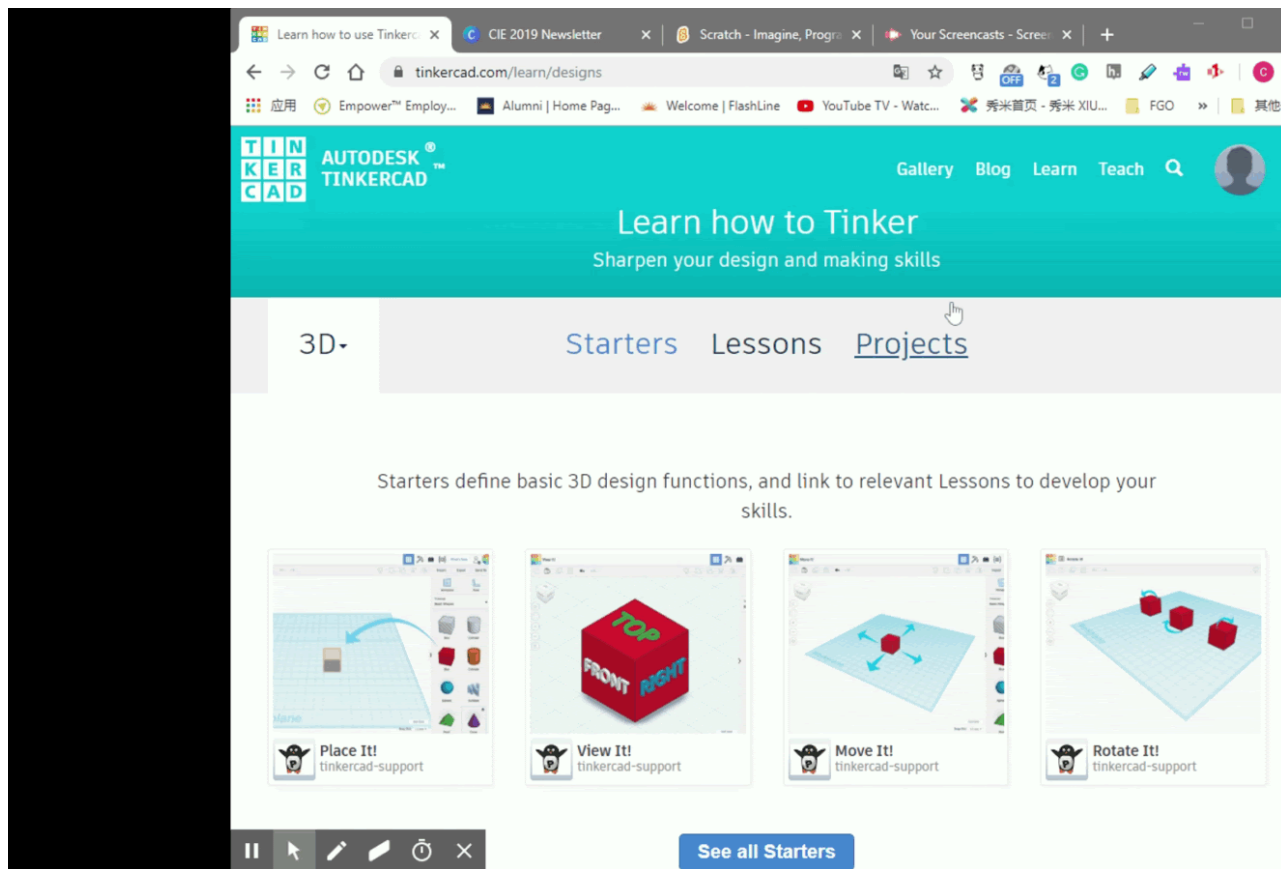 Learn how to use Tinkerc
CIE 2019 Newsletter
Scratch - Imagine, Progra
Your Screencasts - Screen
tinkercad.com/learn/designs
OFF
2
C
应用
Empower™ Employ...
Alumni | Home Pag...
Welcome | FlashLine
YouTube TV - Watc...
秀米首页 - 秀米 XIU...
FGO
»
其他
TIN
KER
CAD
AUTODESK ®
TINKERCAD ™
Gallery
Blog
Learn
Teach
Learn how to Tinker
Sharpen your design and making skills
3D
Starters
Lessons
Projects
Starters define basic 3D design functions, and link to relevant Lessons to develop your
skills.
TOP
FRONT
RIGHT
Place It!
tinkercad-support
View It!
tinkercad-support
Move It!
tinkercad-support
Rotate It!
tinkercad-support
See all Starters